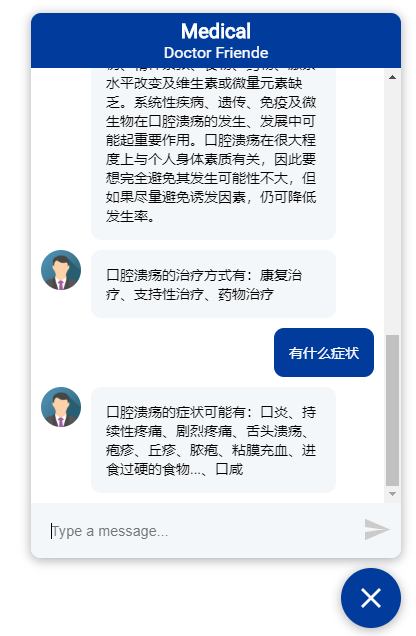 Medical
Doctor Friende
水平改变及维生素或微量元素缺
乏。系统性疾病、遗传、免疫及微
生物在口腔溃疡的发生、发展中可
能起重要作用。口腔溃疡在很大程
度上与个人身体素质有关，因此要
想完全避免其发生可能性不大，但
如果尽量避免诱发因素，仍可降低
发生率。
口腔溃疡的治疗方式有：康复治
疗、支持性治疗、药物治疗
有什么症状
口腔溃疡的症状可能有：口炎、持
续性疼痛、剧烈疼痛、舌头溃疡、
疱疹、丘疹、脓疱、粘膜充血、进
食过硬的食物...、口咸
Type a message...